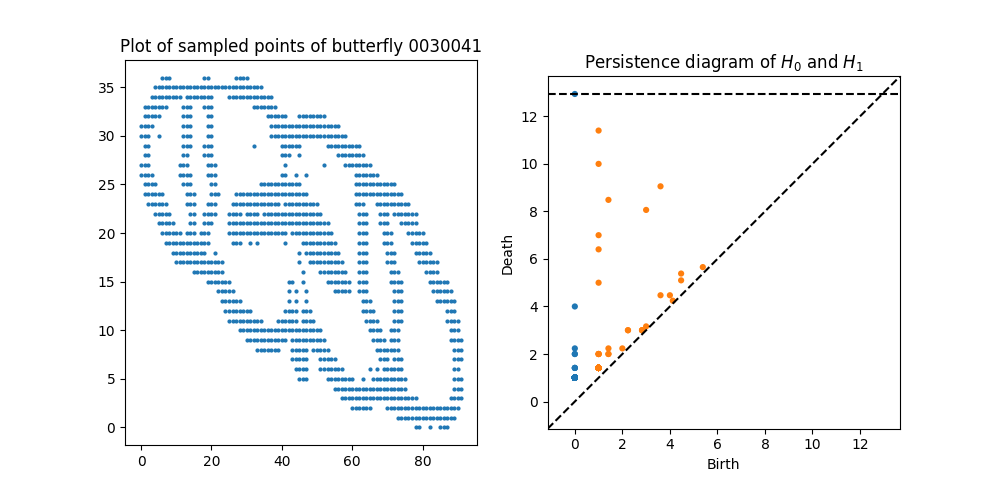 Plot of sampled points of butterfly 0030041
35
30
25
20
15
10
5
0
0 20 40 60 80
Persistence diagram of H₀ and H₁
12
10
8
6
4
2
0
Death
0 2 4 6 8 10 12
Birth